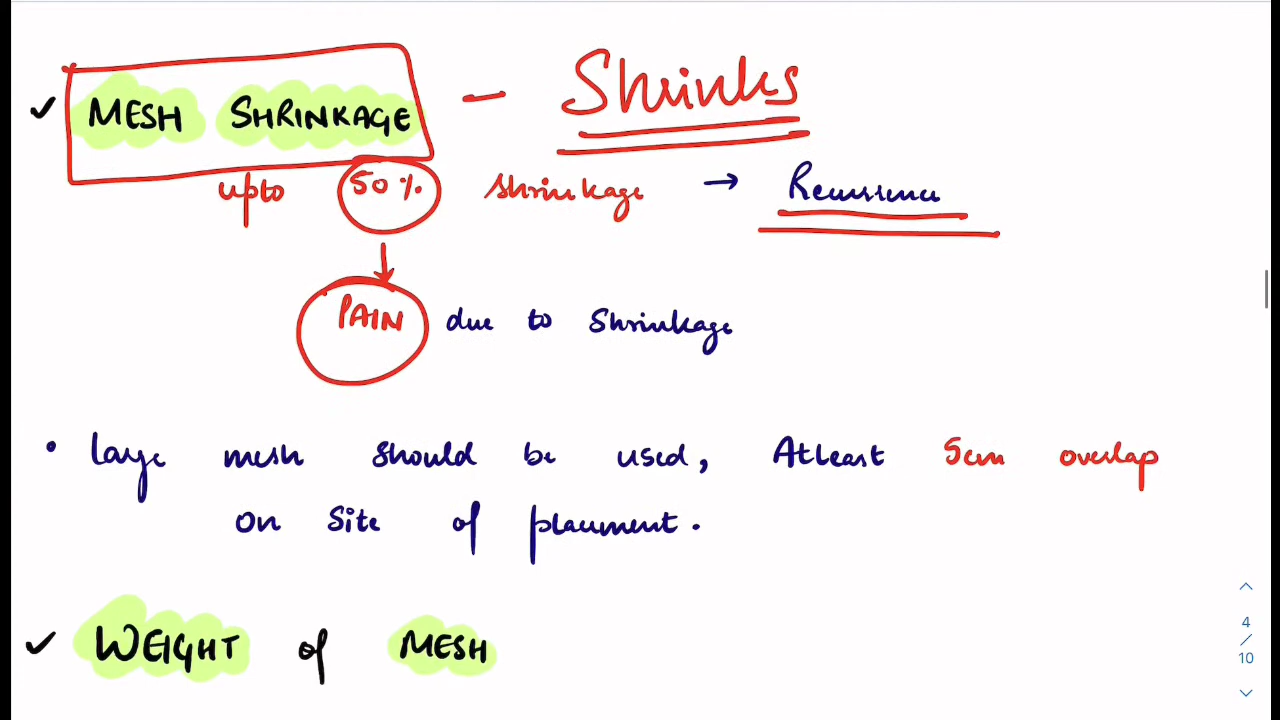 ✓ MESH SHRINKAGE – Shrinks
upto 50% shrinkage → Recurrence
↓
PAIN due to Shrinkage
• Large mesh should be used, Atleast 5cm overlap
on site of placement.
✓ WEIGHT of MESH
4
/
10